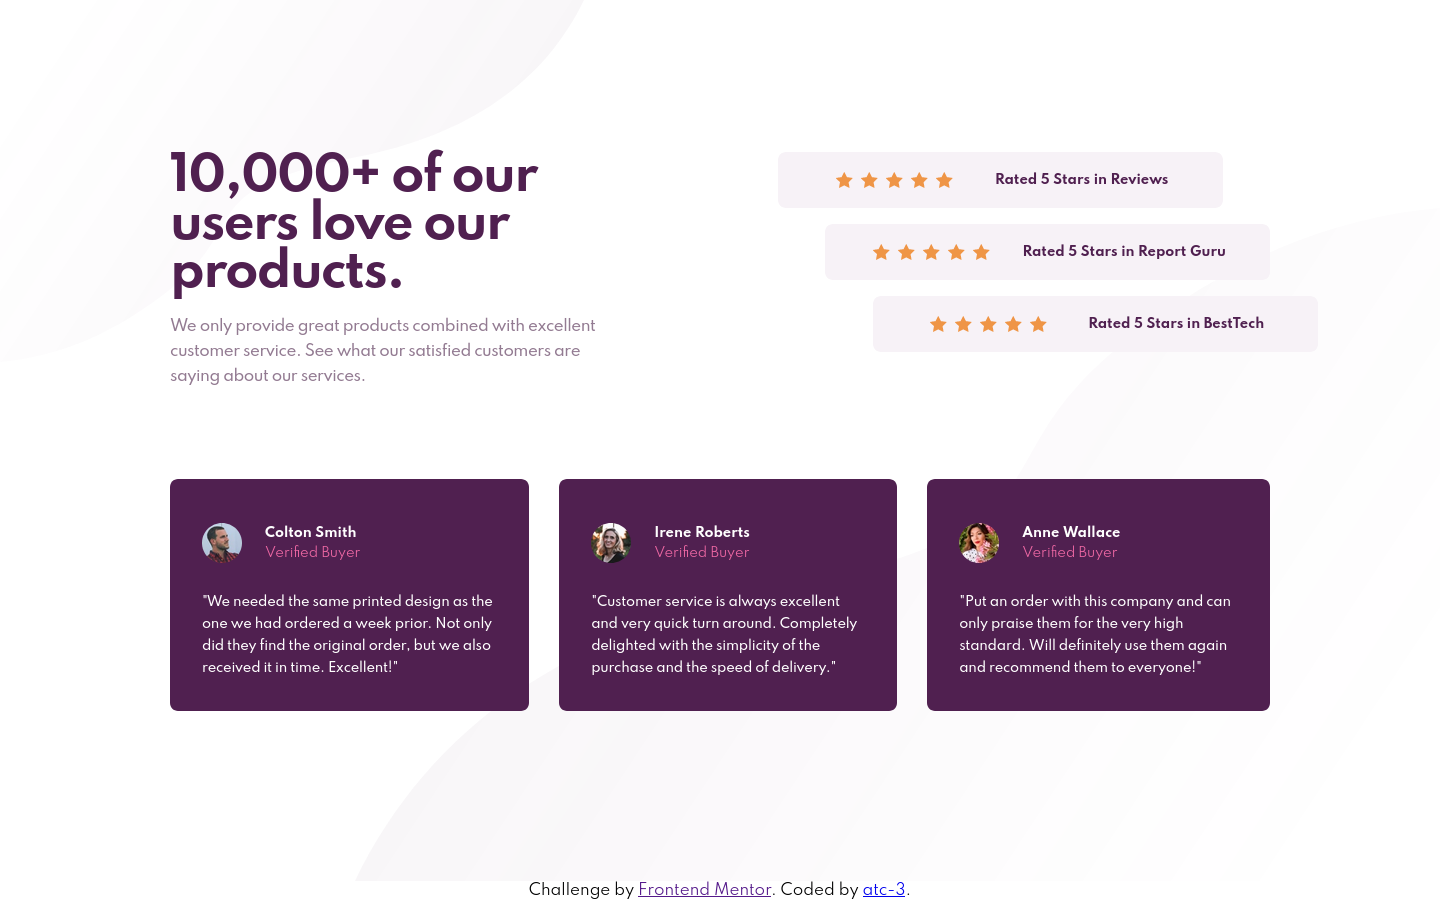 10,000+ of our
users love our
products.
We only provide great products combined with excellent
customer service. See what our satisfied customers are
saying about our services.
Rated 5 Stars in Reviews
Rated 5 Stars in Report Guru
Rated 5 Stars in BestTech
Colton Smith
Verified Buyer
"We needed the same printed design as the
one we had ordered a week prior. Not only
did they find the original order, but we also
received it in time. Excellent!"
Irene Roberts
Verified Buyer
"Customer service is always excellent
and very quick turn around. Completely
delighted with the simplicity of the
purchase and the speed of delivery."
Anne Wallace
Verified Buyer
"Put an order with this company and can
only praise them for the very high
standard. Will definitely use them again
and recommend them to everyone!"
Challenge by Frontend Mentor. Coded by atc-3.